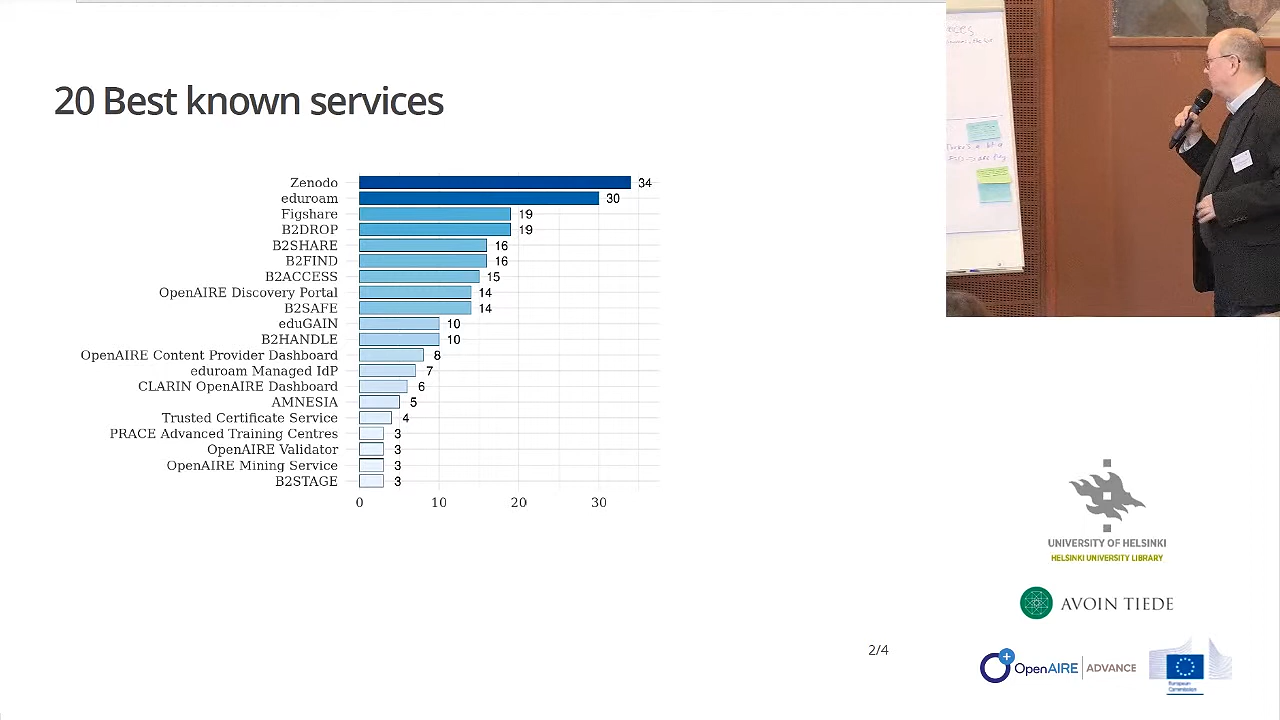 20 Best known services
Zenodo 34
eduroam 30
Figshare 19
B2DROP 19
B2SHARE 16
B2FIND 16
B2ACCESS 15
OpenAIRE Discovery Portal 14
B2SAFE 14
eduGAIN 10
B2HANDLE 10
OpenAIRE Content Provider Dashboard 8
eduroam Managed IdP 7
CLARIN OpenAIRE Dashboard 6
AMNESIA 5
Trusted Certificate Service 4
PRACE Advanced Training Centres 3
OpenAIRE Validator 3
OpenAIRE Mining Service 3
B2STAGE 3
0 10 20 30
2/4
UNIVERSITY OF HELSINKI
HELSINKI UNIVERSITY LIBRARY
AVOIN TIEDE
OpenAIRE ADVANCE
European
Commission